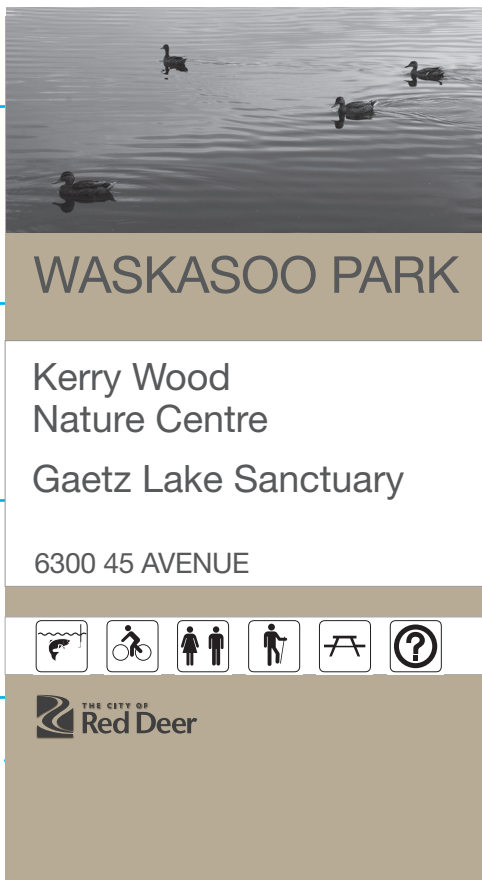 WASKASOO PARK
Kerry Wood
Nature Centre
Gaetz Lake Sanctuary
6300 45 AVENUE
?
THE CITY OF
Red Deer